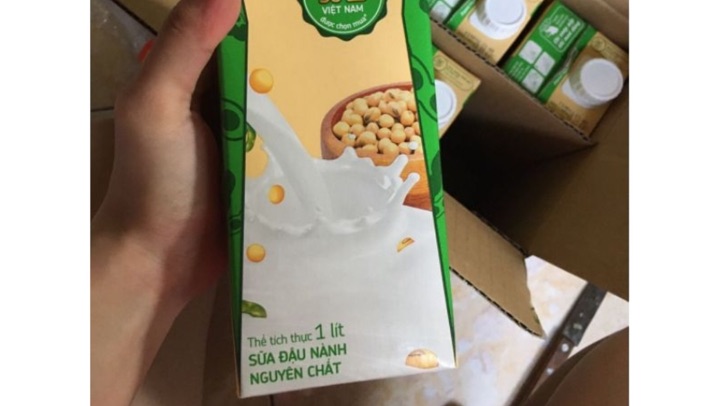 VIỆT NAM
được chọn mua*
Thể tích thực 1 lít
SỮA ĐẬU NÀNH
NGUYÊN CHẤT